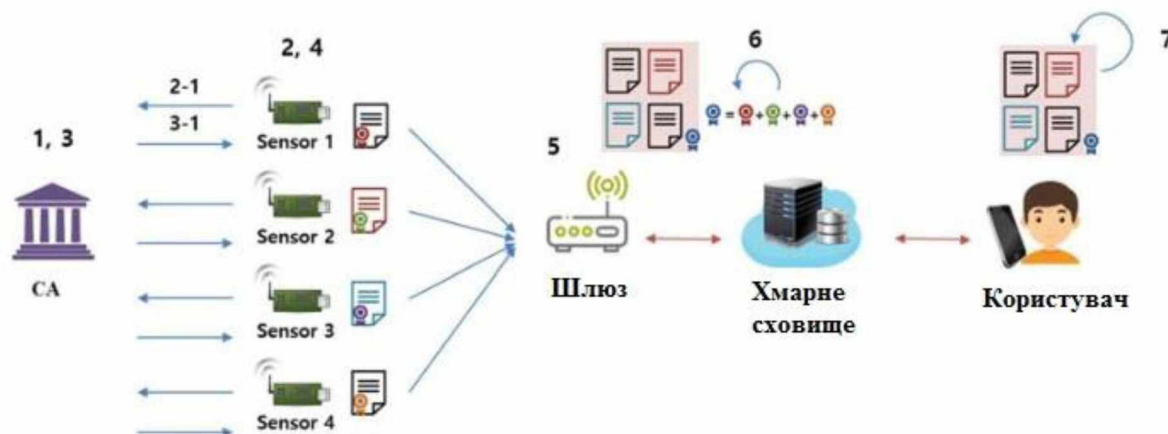 2, 4
6
7
2-1
3-1
Sensor 1
= + + +
1, 3
5
Sensor 2
CA
Шлюз
Хмарне
сховище
Користувач
Sensor 3
Sensor 4